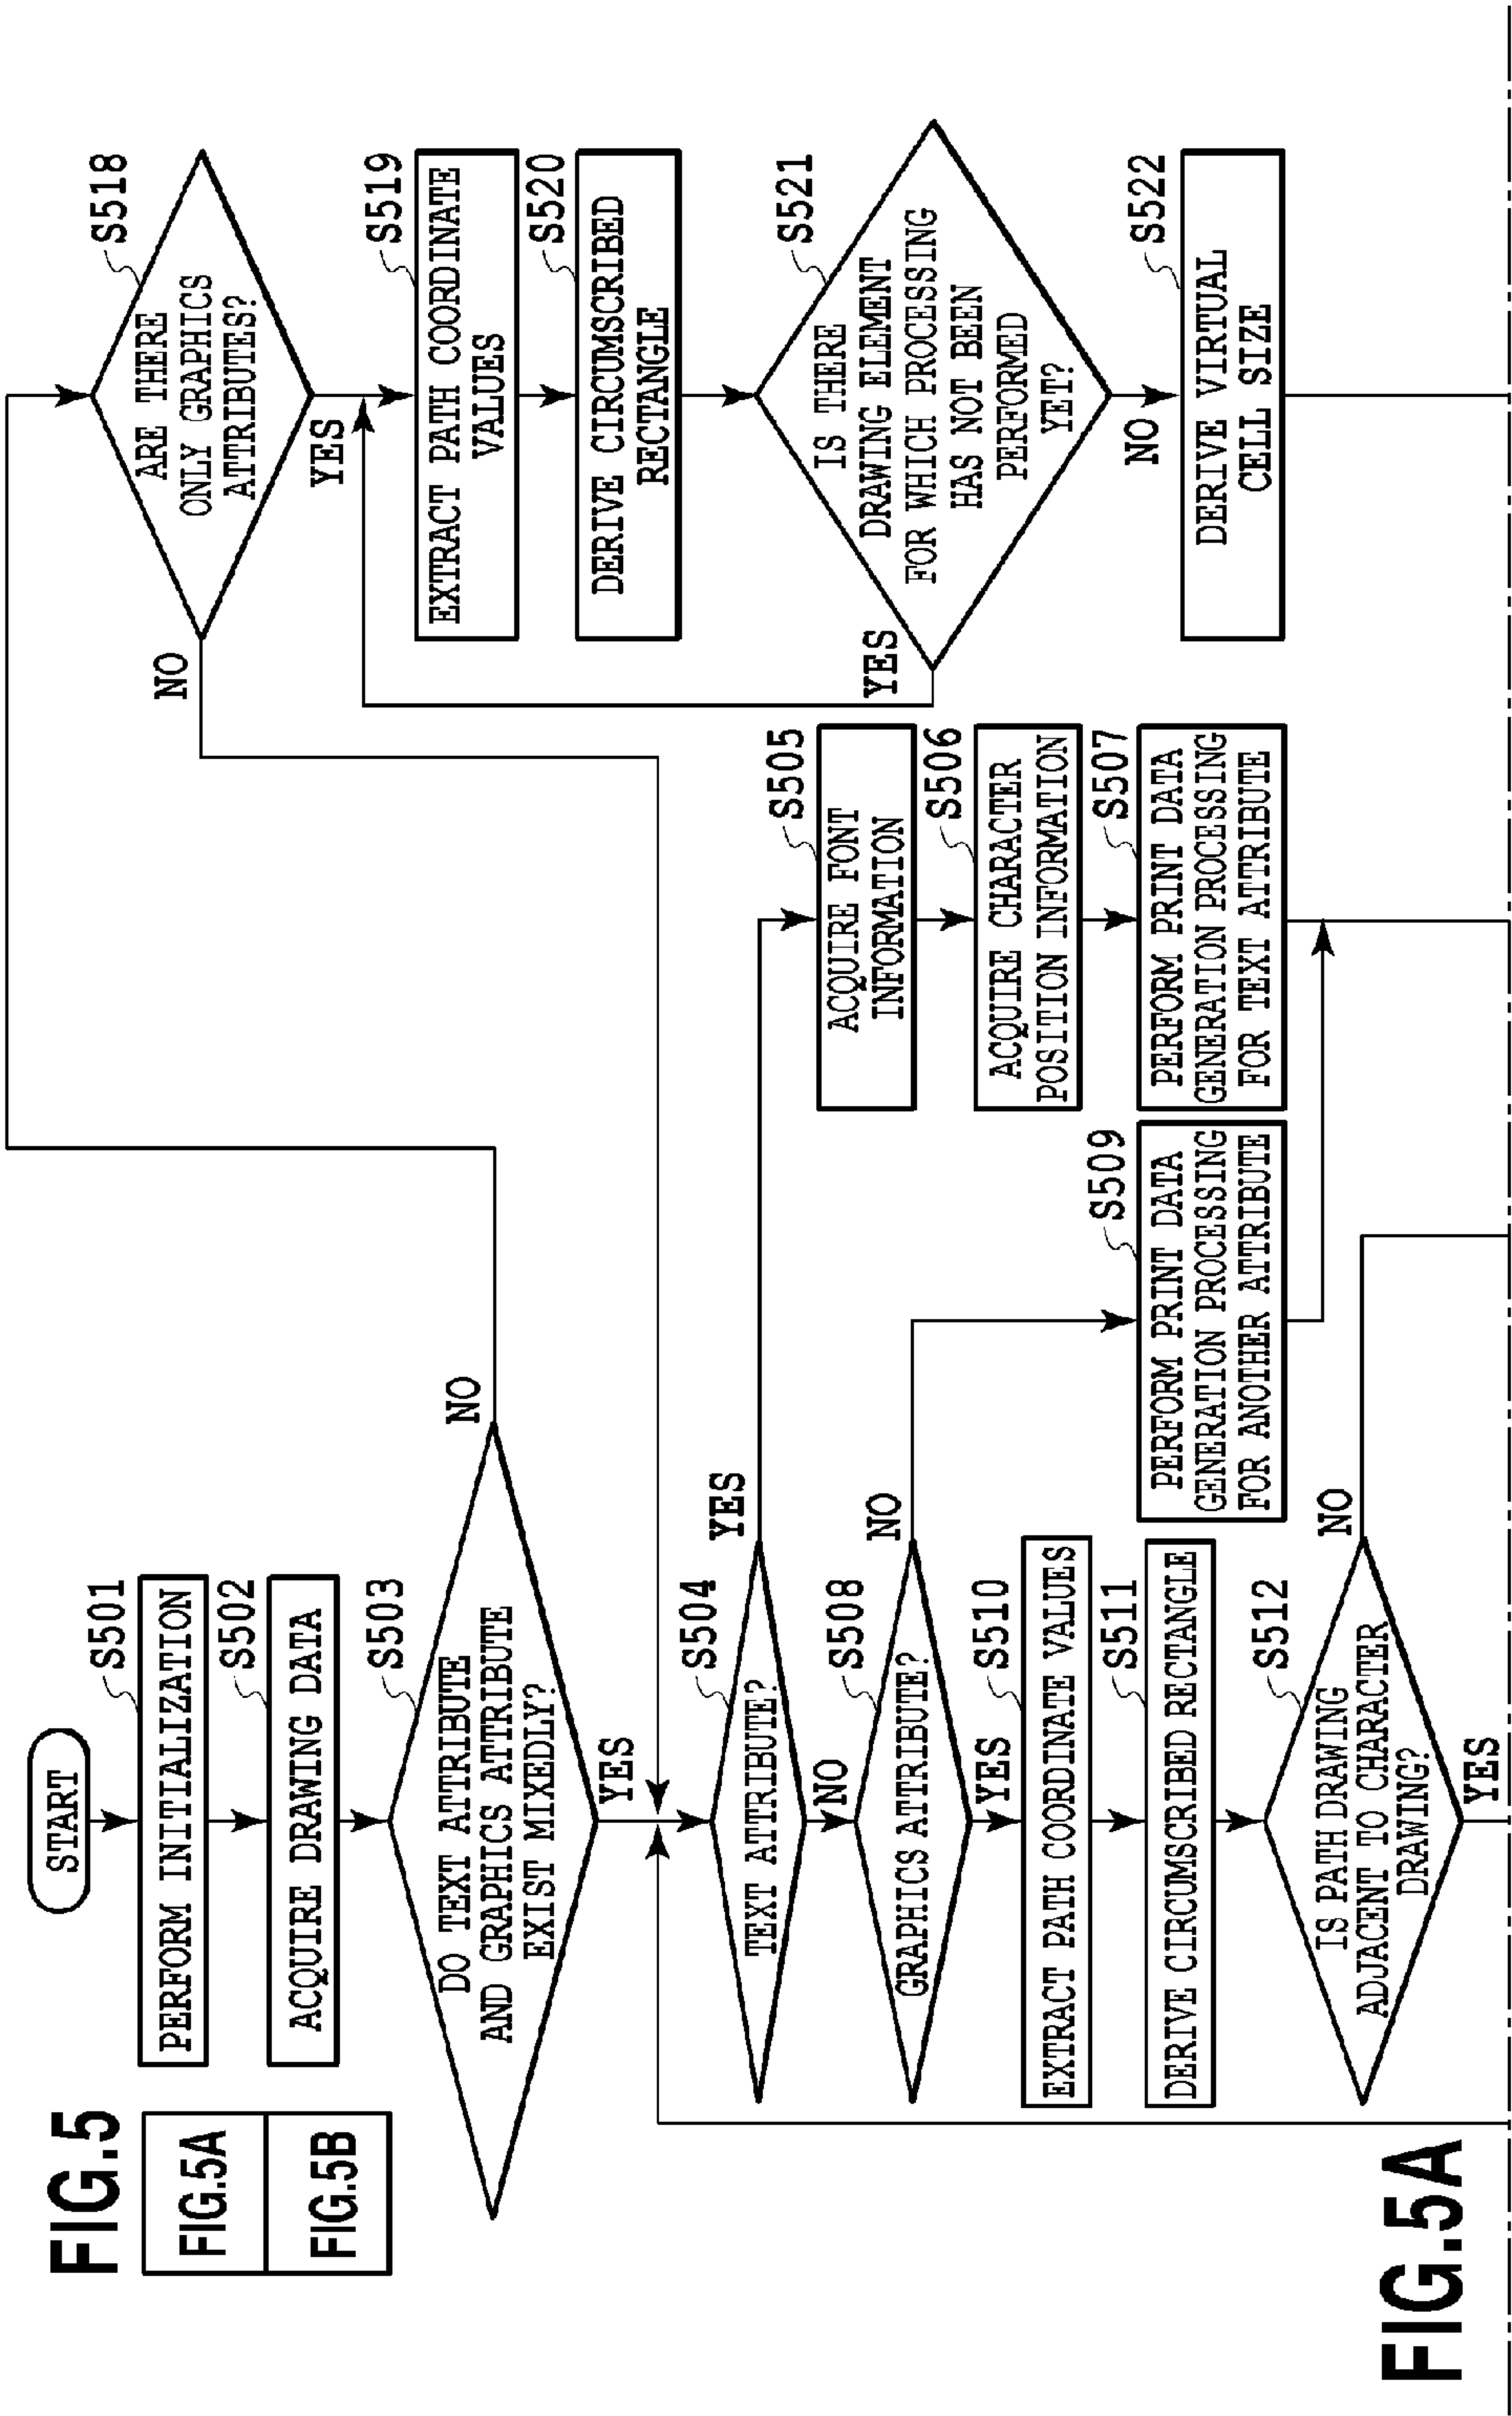 FIG.5
FIG.5A
FIG.5B
START
S501
PERFORM INITIALIZATION
S502
ACQUIRE DRAWING DATA
S503
DO TEXT ATTRIBUTE
AND GRAPHICS ATTRIBUTE
EXIST MIXEDLY?
NO
YES
S504
TEXT ATTRIBUTE?
YES
NO
S508
GRAPHICS ATTRIBUTE?
NO
YES
S510
EXTRACT PATH COORDINATE VALUES
S511
DERIVE CIRCUMSCRIBED RECTANGLE
S512
IS PATH DRAWING
ADJACENT TO CHARACTER
DRAWING?
NO
YES
S509
PERFORM PRINT DATA
GENERATION PROCESSING
FOR ANOTHER ATTRIBUTE
S505
ACQUIRE FONT
INFORMATION
S506
ACQUIRE CHARACTER
POSITION INFORMATION
S507
PERFORM PRINT DATA
GENERATION PROCESSING
FOR TEXT ATTRIBUTE
S518
ARE THERE
ONLY GRAPHICS
ATTRIBUTES?
NO
YES
S519
EXTRACT PATH COORDINATE
VALUES
S520
DERIVE CIRCUMSCRIBED
RECTANGLE
S521
IS THERE
DRAWING ELEMENT
FOR WHICH PROCESSING
HAS NOT BEEN
PERFORMED
YET?
YES
NO
S522
DERIVE VIRTUAL
CELL SIZE
FIG.5A